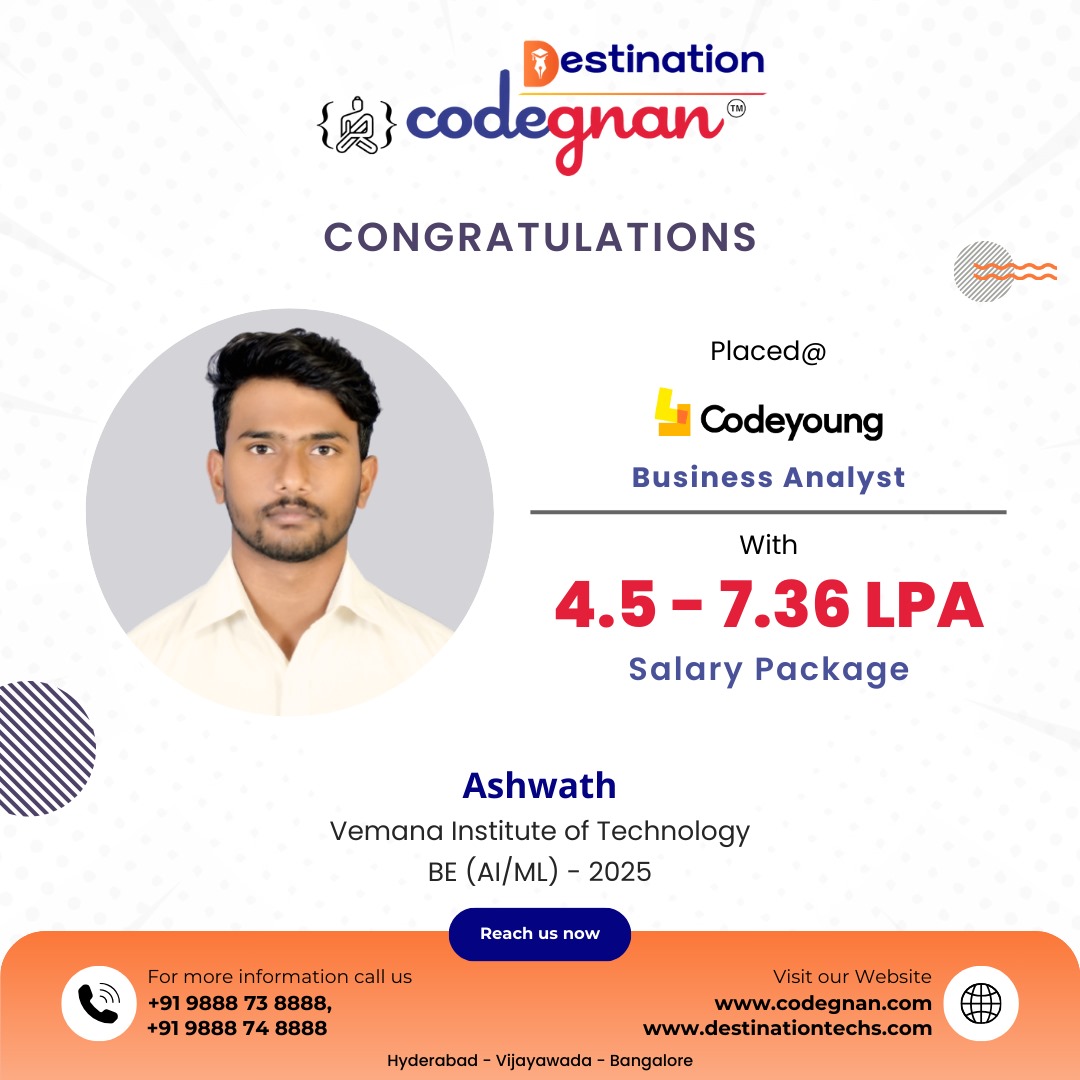 Destination
codegnan TM
CONGRATULATIONS
Placed@
Codeyoung
Business Analyst
With
4.5 - 7.36 LPA
Salary Package
Ashwath
Vemana Institute of Technology
BE (AI/ML) - 2025
Reach us now
For more information call us
+91 9888 73 8888,
+91 9888 74 8888
Visit our Website
www.codegnan.com
www.destinationtechs.com
Hyderabad - Vijayawada - Bangalore